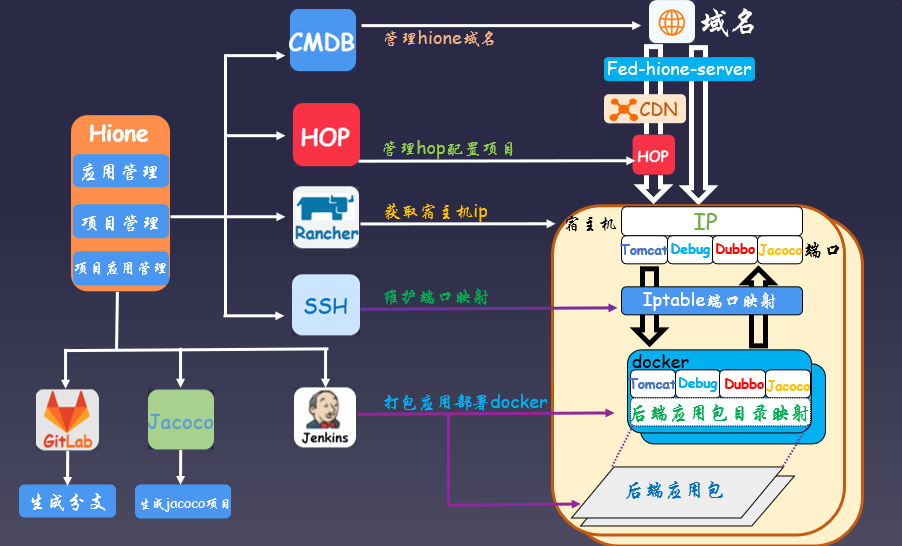 Hione
应用管理
项目管理
项目应用管理
CMDB
管理hione域名
域名
Fed-hione-server
CDN
HOP
HOP
管理hop配置项目
Rancher
获取宿主机ip
SSH
维护端口映射
宿主机
IP
Tomcat
Debug
Dubbo
Jacoco
端口
Iptable端口映射
docker
Tomcat
Debug
Dubbo
Jacoco
后端应用包目录映射
后端应用包
GitLab
Jacoco
Jenkins
打包应用部署docker
生成分支
生成jacoco项目